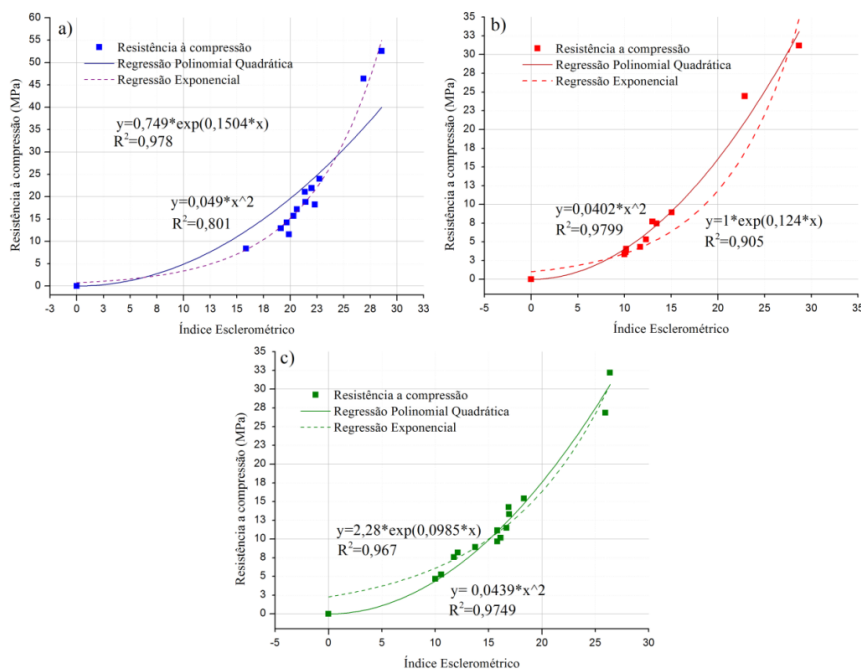 a)
Resistência à compressão
Regressão Polinomial Quadrática
Regressão Exponencial
y=0,749*exp(0,1504*x)
R²=0,978
y=0,049*x^2
R²=0,801
Resistência à compressão (MPa)
60
55
50
45
40
35
30
25
20
15
10
5
0
-5
0
3
5
8
10
13
15
18
20
23
25
28
30
33
Índice Esclerométrico
b)
Resistência a compressão
Regressão Polinomial Quadrática
Regressão Exponencial
y=0,0402*x^2
R²=0,9799
y=1*exp(0,124*x)
R²=0,905
Resistência à compressão (MPa)
35
33
30
28
25
23
20
18
15
13
10
8
5
3
0
-5
-5
0
5
10
15
20
25
30
35
Índice Esclerométrico
c)
Resistência a compressão
Regressão Polinomial Quadrática
Regressão Exponencial
y=2,28*exp(0,0985*x)
R²=0,967
y= 0,0439*x^2
R²=0,9749
Resistência à compressão (MPa)
35
33
30
28
25
23
20
18
15
13
10
8
5
3
0
-5
0
5
10
15
20
25
30
Índice Esclerométrico